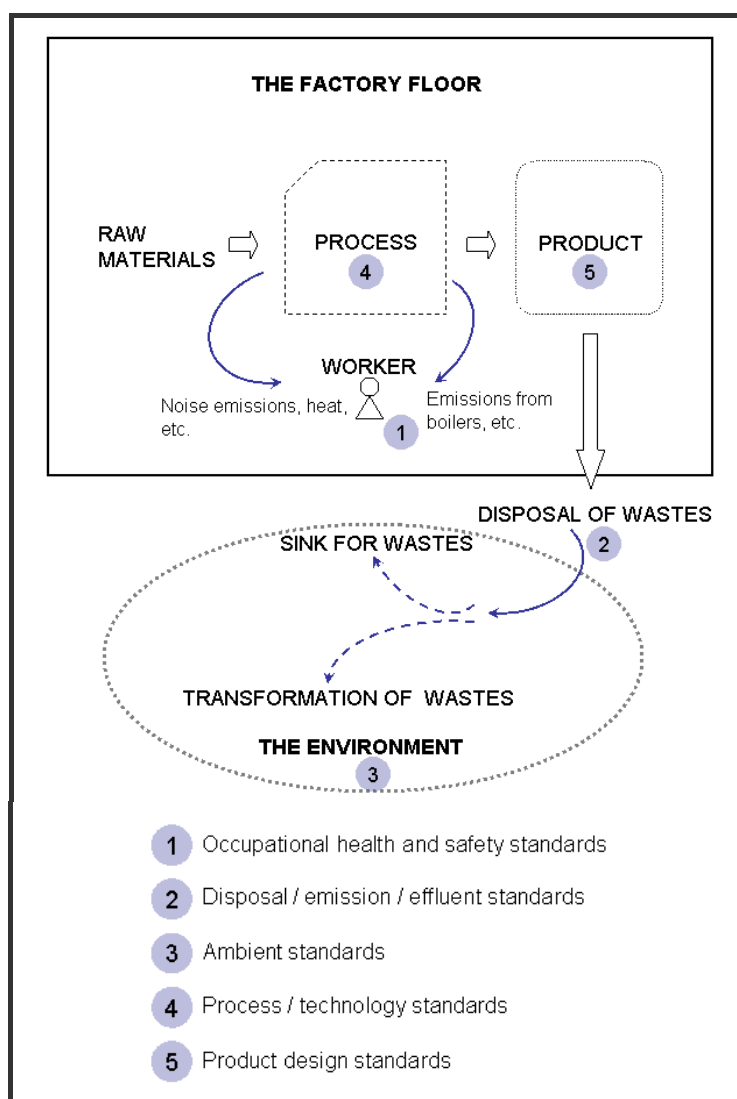 THE FACTORY FLOOR
RAW
MATERIALS
PROCESS
4
PRODUCT
5
WORKER
Noise emissions, heat,
etc.
1
Emissions from
boilers, etc.
DISPOSAL OF WASTES
2
SINK FOR WASTES
TRANSFORMATION OF WASTES
THE ENVIRONMENT
3
1 Occupational health and safety standards
2 Disposal / emission / effluent standards
3 Ambient standards
4 Process / technology standards
5 Product design standards